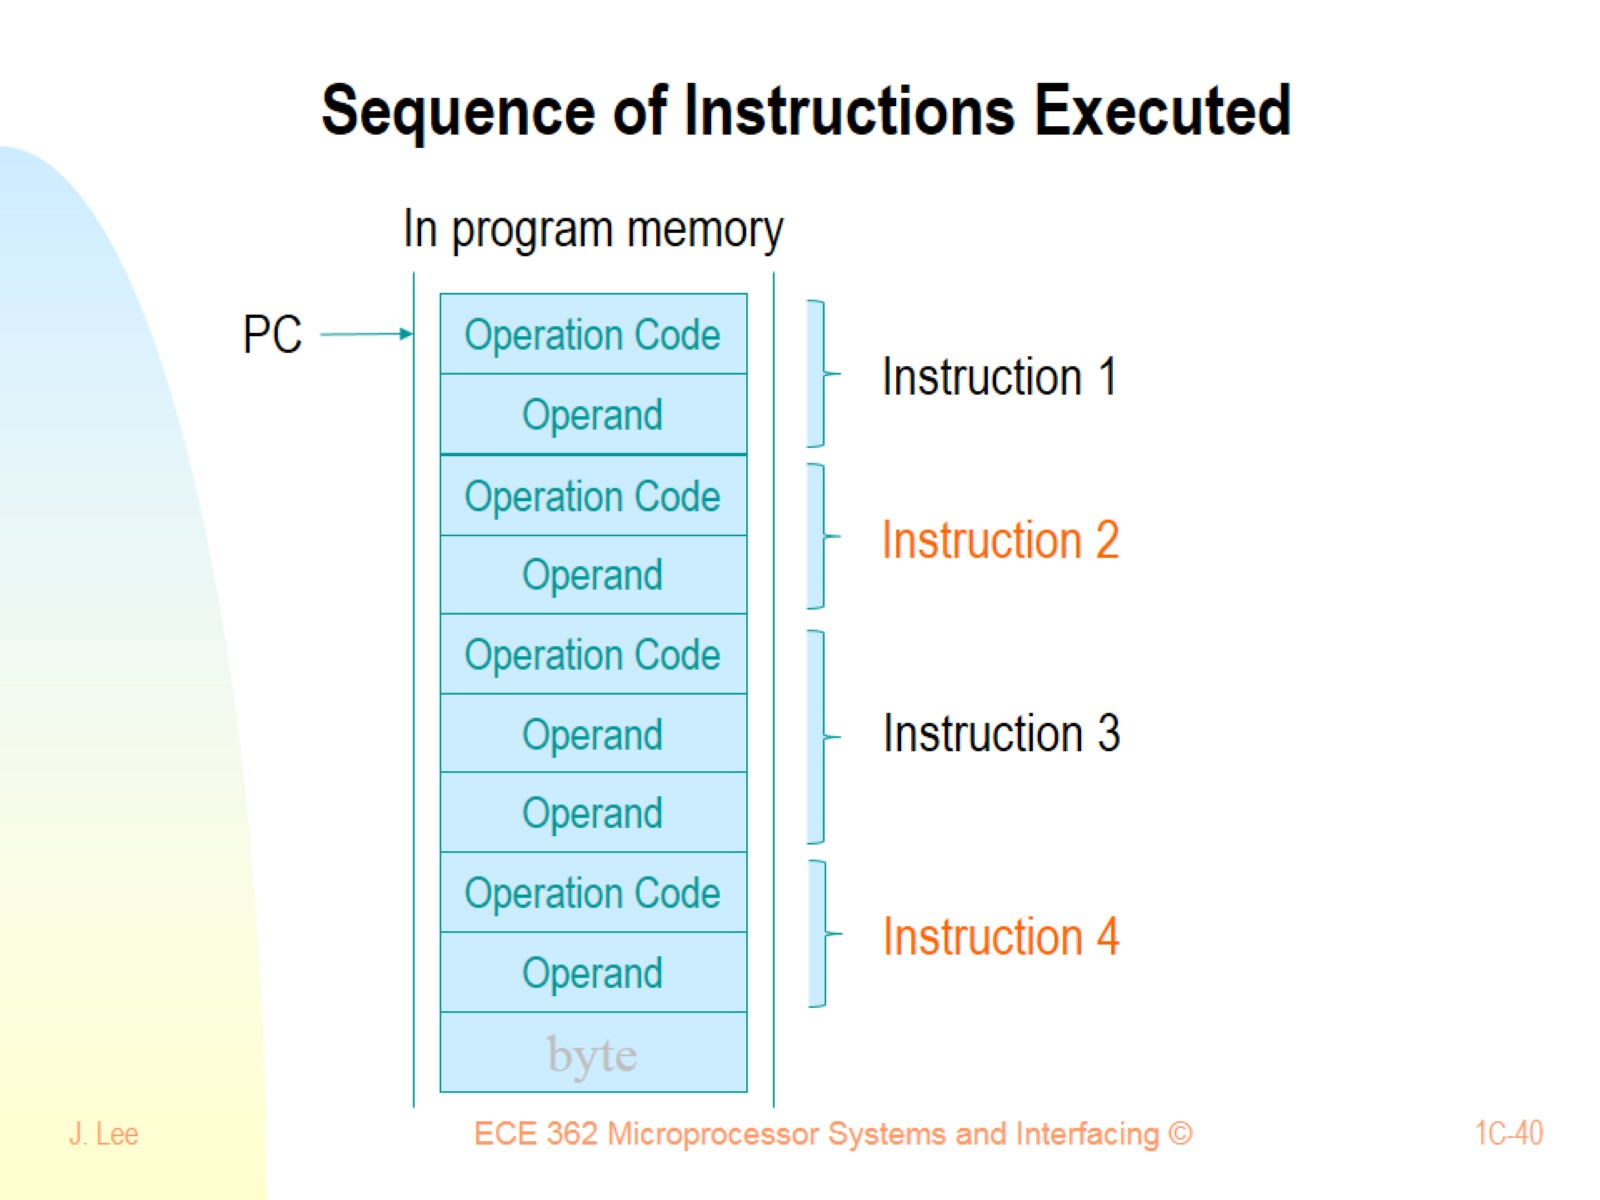 Sequence of Instructions Executed
In program memory
PC
Operation Code
Operand
Instruction 1
Operation Code
Operand
Instruction 2
Operation Code
Operand
Operand
Instruction 3
Operation Code
Operand
Instruction 4
byte
J. Lee
ECE 362 Microprocessor Systems and Interfacing ©
1C-40